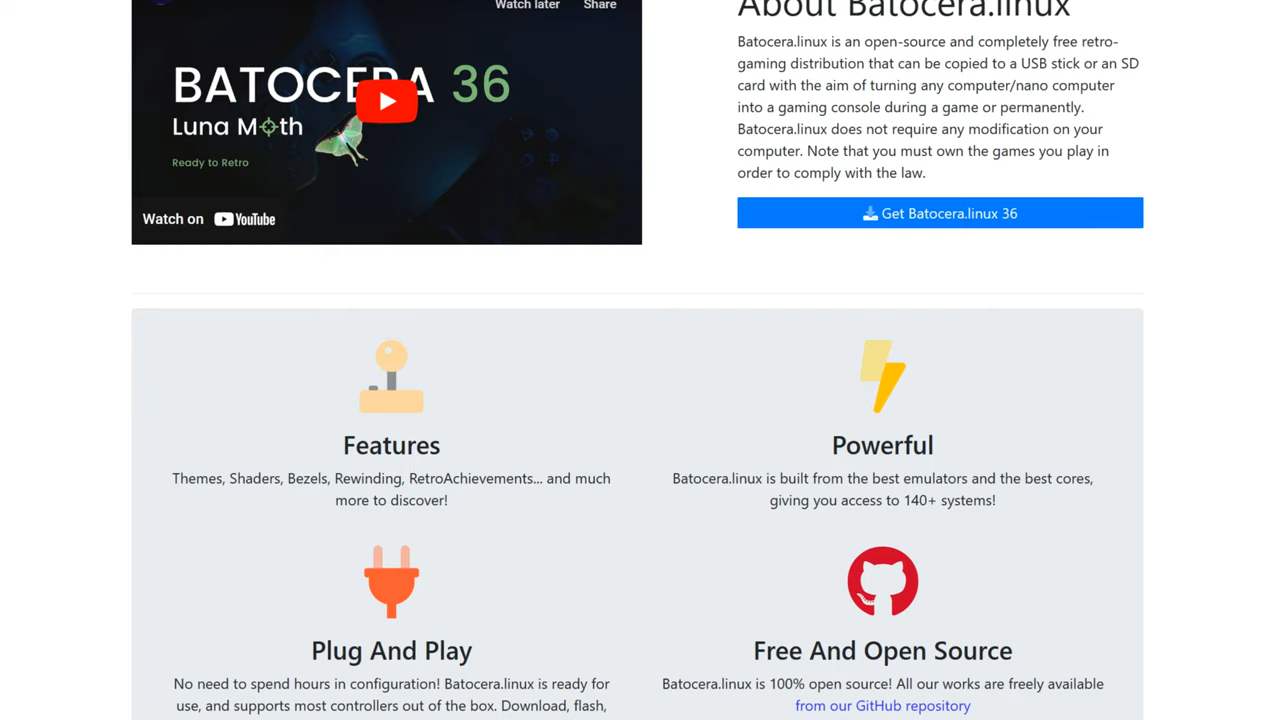 Watch later Share
About Batocera.linux
BATOCERA 36
Luna Moth
Ready to Retro
Watch on YouTube
Batocera.linux is an open-source and completely free retro-
gaming distribution that can be copied to a USB stick or an SD
card with the aim of turning any computer/nano computer
into a gaming console during a game or permanently.
Batocera.linux does not require any modification on your
computer. Note that you must own the games you play in
order to comply with the law.
Get Batocera.linux 36
Features
Themes, Shaders, Bezels, Rewinding, RetroAchievements... and much
more to discover!
Powerful
Batocera.linux is built from the best emulators and the best cores,
giving you access to 140+ systems!
Plug And Play
No need to spend hours in configuration! Batocera.linux is ready for
use, and supports most controllers out of the box. Download, flash,
Free And Open Source
Batocera.linux is 100% open source! All our works are freely available
from our GitHub repository